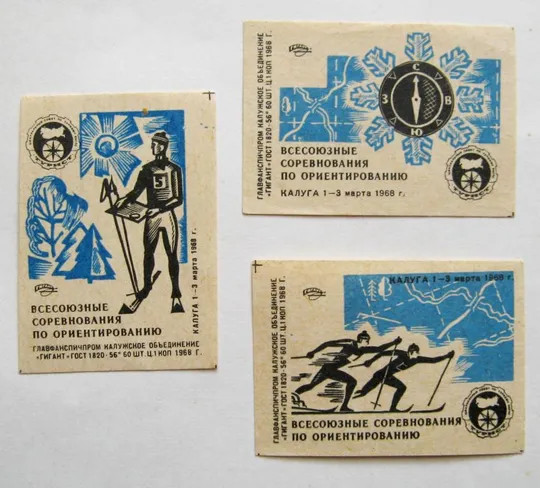 5
ВСЕСОЮЗНЫЕ
СОРЕВНОВАНИЯ
ПО ОРИЕНТИРОВАНИЮ
КАЛУГА 1–3 марта 1968 г.
ГЛАВФАНСПИЧПРОМ КАЛУЖСКОЕ ОБЪЕДИНЕНИЕ
«ГИГАНТ» ГОСТ 1820-56* 60 ШТ. Ц.1 КОП 1968 Г.
ГЛАВФАНСПИЧПРОМ КАЛУЖСКОЕ ОБЪЕДИНЕНИЕ
«ГИГАНТ» ГОСТ 1820-56* 60 ШТ. Ц.1 КОП 1968 Г.
С
З В
Ю
ВСЕСОЮЗНЫЕ
СОРЕВНОВАНИЯ
ПО ОРИЕНТИРОВАНИЮ
КАЛУГА 1–3 марта 1968 г.
ГЛАВФАНСПИЧПРОМ КАЛУЖСКОЕ ОБЪЕДИНЕНИЕ
«ГИГАНТ» ГОСТ 1820-56* 60 ШТ. Ц.1 КОП 1968 Г.
КАЛУГА 1–3 марта 1968 г.
ВСЕСОЮЗНЫЕ СОРЕВНОВАНИЯ
ПО ОРИЕНТИРОВАНИЮ